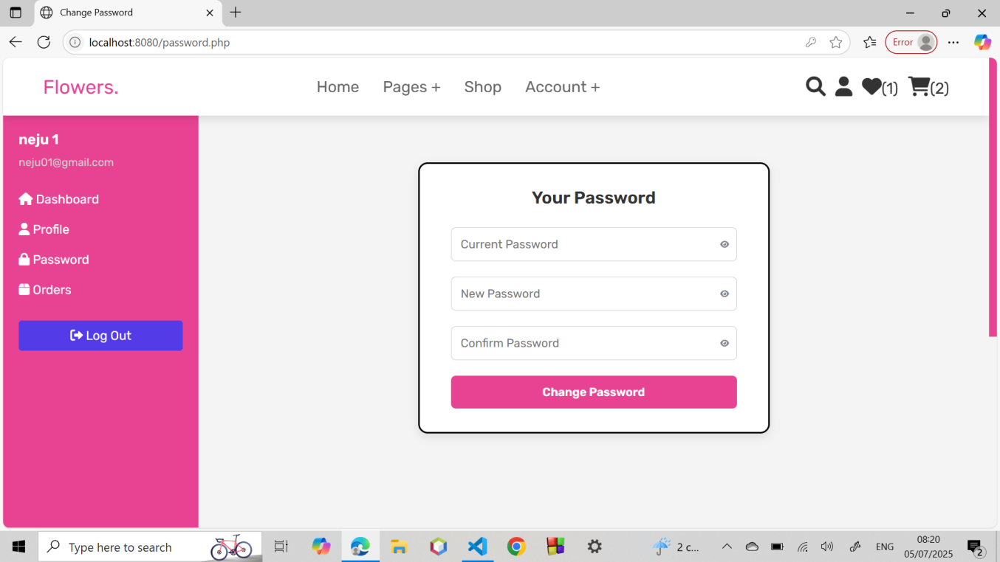 Change Password
localhost:8080/password.php
Error
Flowers.
Home Pages + Shop Account +
(1) (2)
neju 1
neju01@gmail.com
Dashboard
Profile
Password
Orders
Log Out
Your Password
Current Password
New Password
Confirm Password
Change Password
Type here to search
2 c...
ENG
08:20
05/07/2025
2